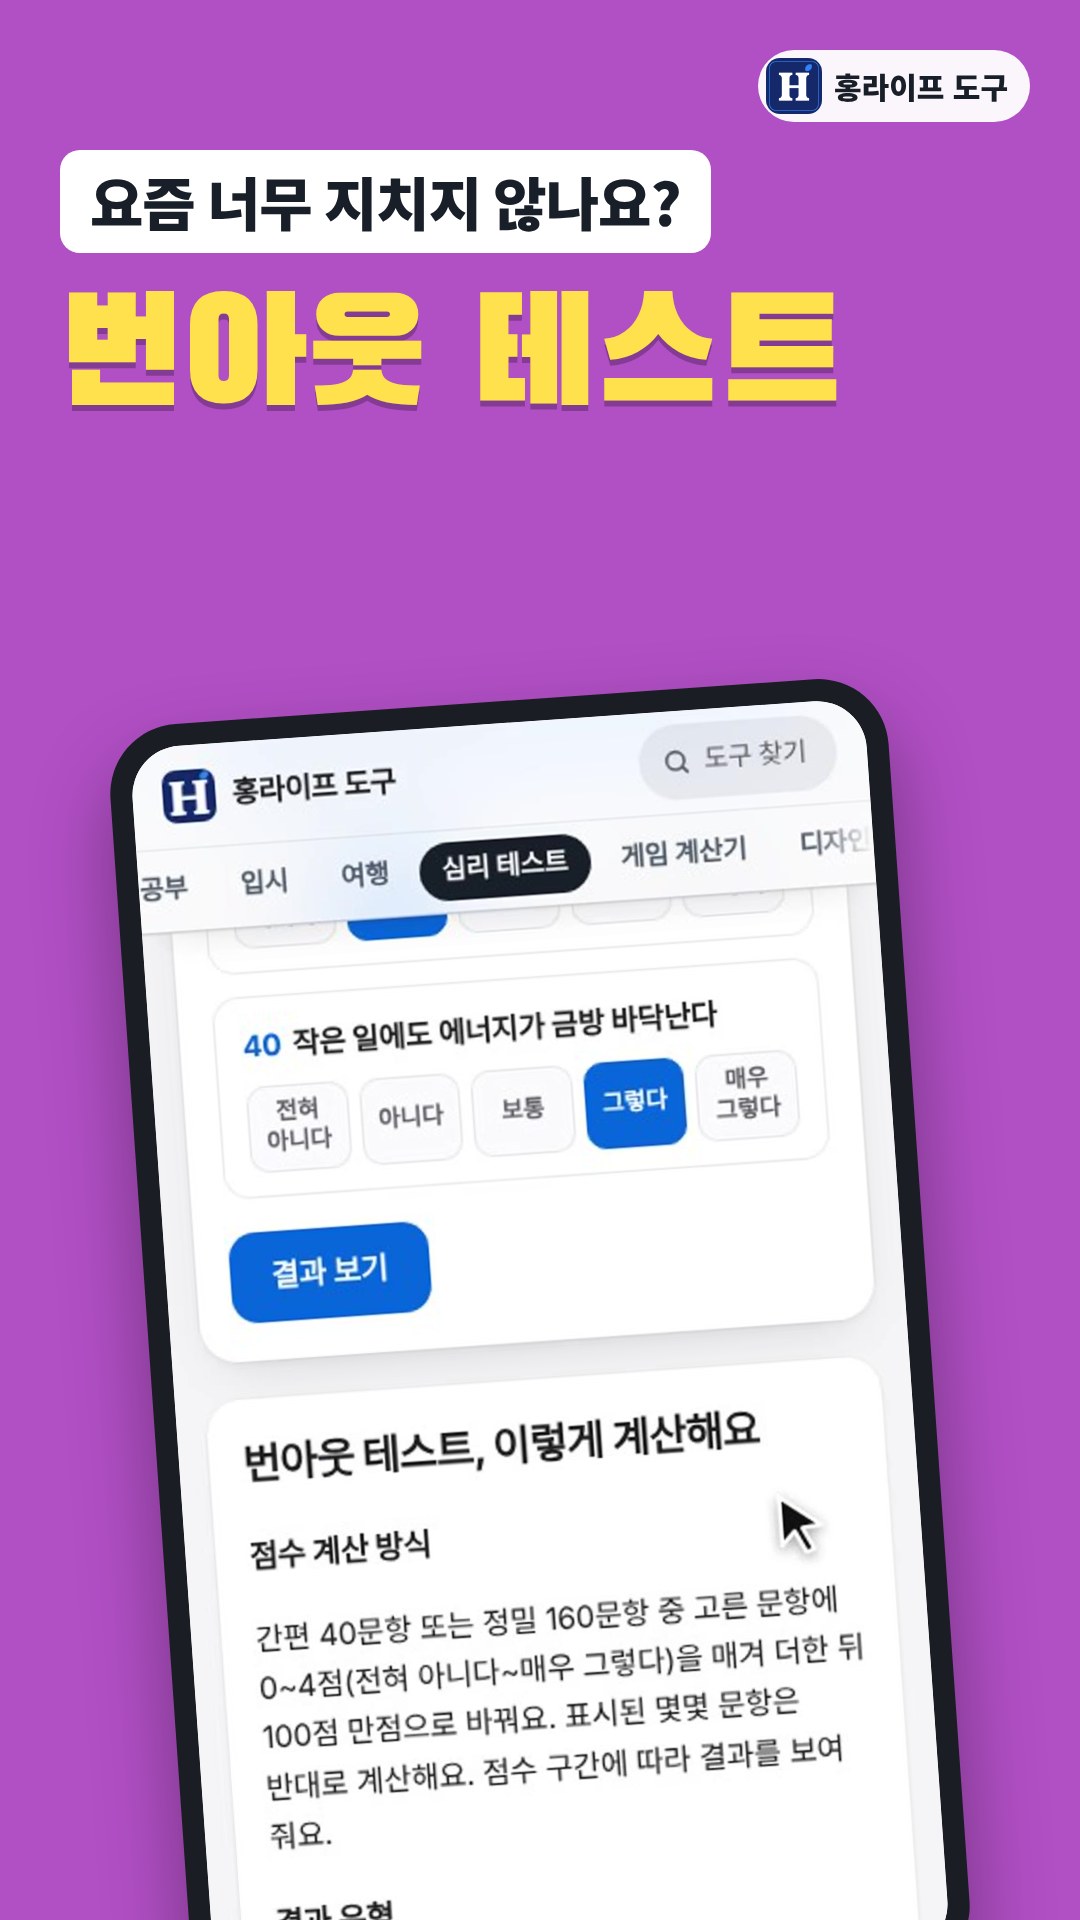 홍라이프 도구
요즘 너무 지치지 않나요?
번아웃 테스트
홍라이프 도구
도구 찾기
공부 입시 여행 심리 테스트 게임 계산기 디자인
40 작은 일에도 에너지가 금방 바닥난다
전혀 아니다
아니다
보통
그렇다
매우 그렇다
결과 보기
번아웃 테스트, 이렇게 계산해요
점수 계산 방식
간편 40문항 또는 정밀 160문항 중 고른 문항에
0~4점(전혀 아니다~매우 그렇다)을 매겨 더한 뒤
100점 만점으로 바꿔요. 표시된 몇몇 문항은
반대로 계산해요. 점수 구간에 따라 결과를 보여
줘요.
결과 유형